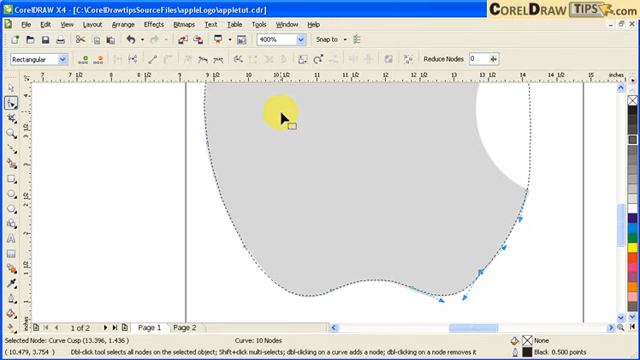 CorelDRAW X4 - [C:\CorelDrawtipsSourceFiles\appleLogo\appletut.cdr]
CORELDRAW TIPS.com
File Edit View Layout Arrange Effects Bitmaps Text Table Tools Window Help
400% Snap to
Rectangular Reduce Nodes 0
inches
1 of 2 Page 1 Page 2
Selected Node: Curve Cusp (13.396, 1.436) Curve: 10 Nodes None
(10.479, 3.754) Dbl-click tool selects all nodes on the selected object; Shift+click multi-selects; dbl-clicking on a curve adds a node; dbl-clicking on a node removes it Black 0.500 points